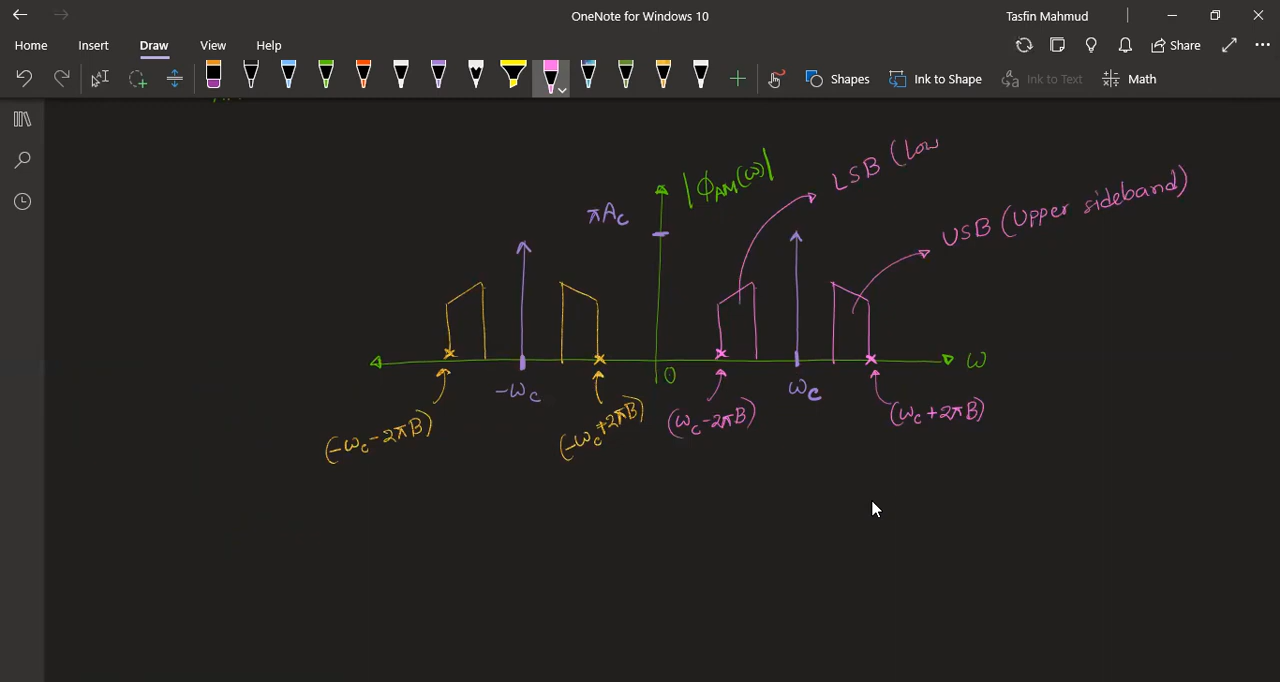 OneNote for Windows 10
Tasfin Mahmud
Home Insert Draw View Help
Share
Shapes Ink to Shape Ink to Text Math
|ΦAM(ω)|
LSB (Low
USB (Upper sideband)
πAc
0
ω
-ωc
ωc
(-ωc-2πB)
(-ωc+2πB)
(ωc-2πB)
(ωc+2πB)